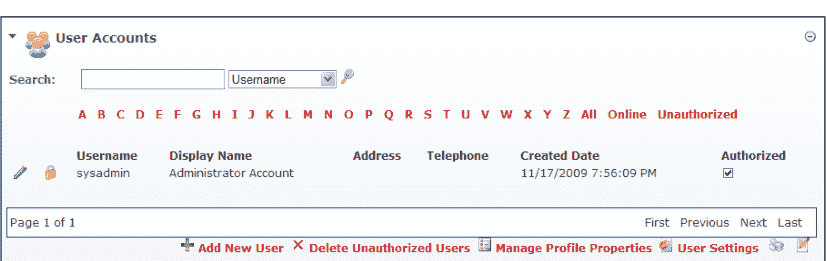 User Accounts
Search: Username
A B C D E F G H I J K L M N O P Q R S T U V W X Y Z All Online Unauthorized
Username Display Name Address Telephone Created Date Authorized
sysadmin Administrator Account 11/17/2009 7:56:09 PM
Page 1 of 1 First Previous Next Last
Add New User Delete Unauthorized Users Manage Profile Properties User Settings